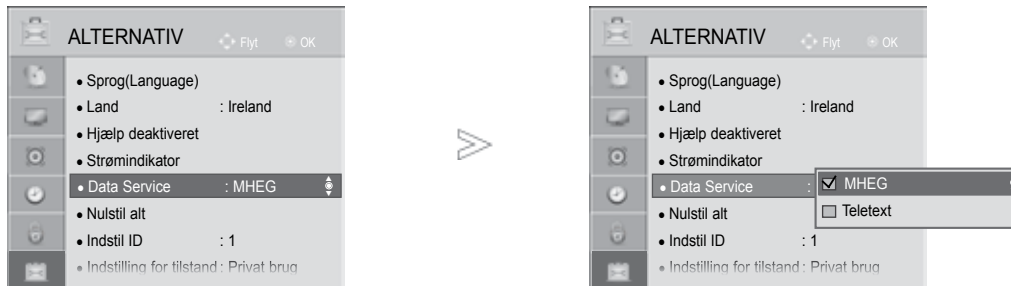 ALTERNATIV Flyt OK
• Sprog(Language)
• Land : Ireland
• Hjælp deaktiveret
• Strømindikator
• Data Service : MHEG
• Nulstil alt
• Indstil ID : 1
• Indstilling for tilstand : Privat brug
ALTERNATIV Flyt OK
• Sprog(Language)
• Land : Ireland
• Hjælp deaktiveret
• Strømindikator
• Data Service :
MHEG
Teletext
• Nulstil alt
• Indstil ID : 1
• Indstilling for tilstand : Privat brug